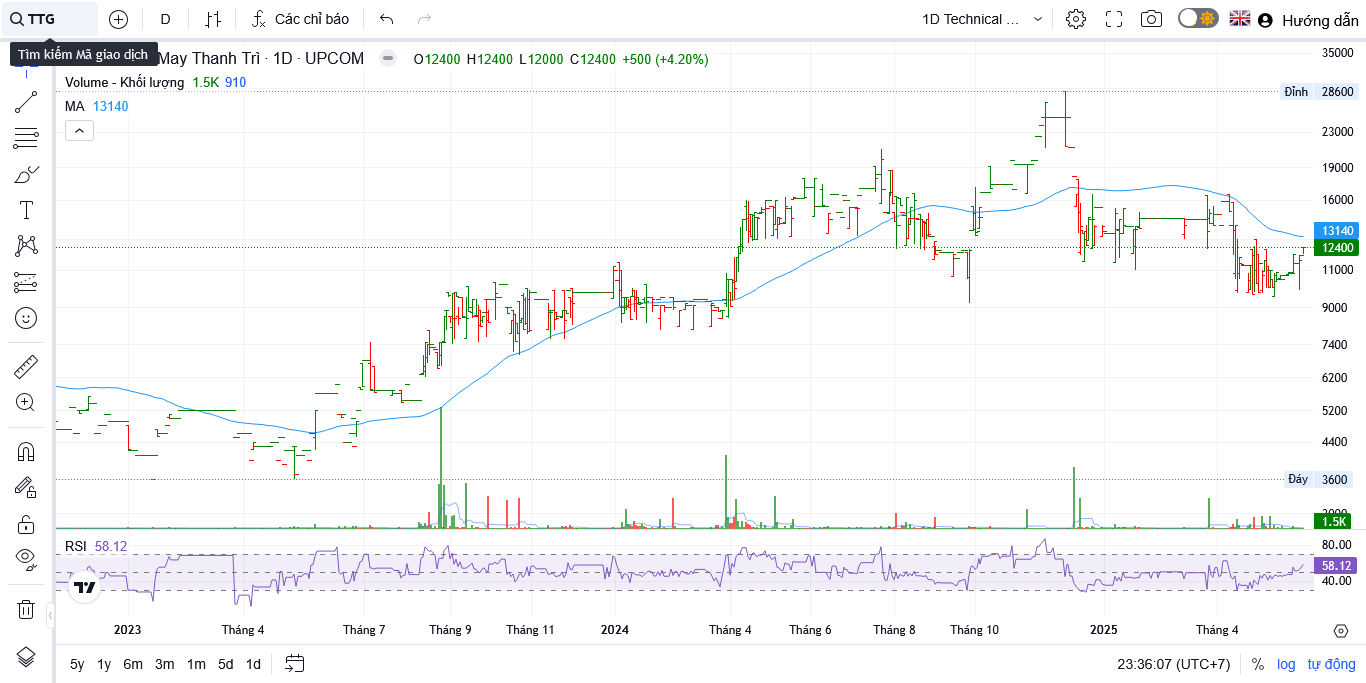 TTG
D
Các chỉ báo
1D Technical ...
Hướng dẫn
Tìm kiếm Mã giao dịch
May Thanh Trì · 1D · UPCOM
O12400 H12400 L12000 C12400 +500 (+4.20%)
Volume - Khối lượng 1.5K 910
MA 13140
35000
Đỉnh 28600
23000
19000
16000
13140
12400
11000
9000
7400
6200
5200
4400
Đáy 3600
1.5K
RSI 58.12
80.00
58.12
40.00
2023 Tháng 4 Tháng 7 Tháng 9 Tháng 11 2024 Tháng 4 Tháng 6 Tháng 8 Tháng 10 2025 Tháng 4
5y 1y 6m 3m 1m 5d 1d
23:36:07 (UTC+7) % log tự động